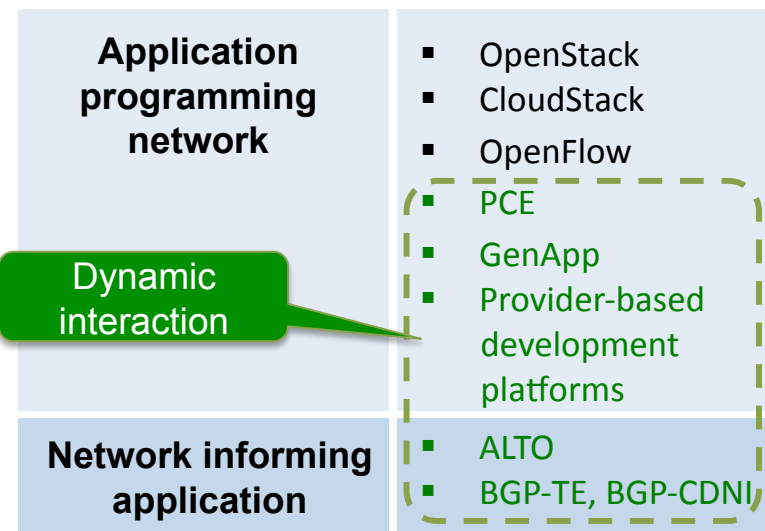 Application
programming
network
▪ OpenStack
▪ CloudStack
▪ OpenFlow
▪ PCE
▪ GenApp
▪ Provider-based
development
platforms
Dynamic
interaction
Network informing
application
▪ ALTO
▪ BGP-TE, BGP-CDNI